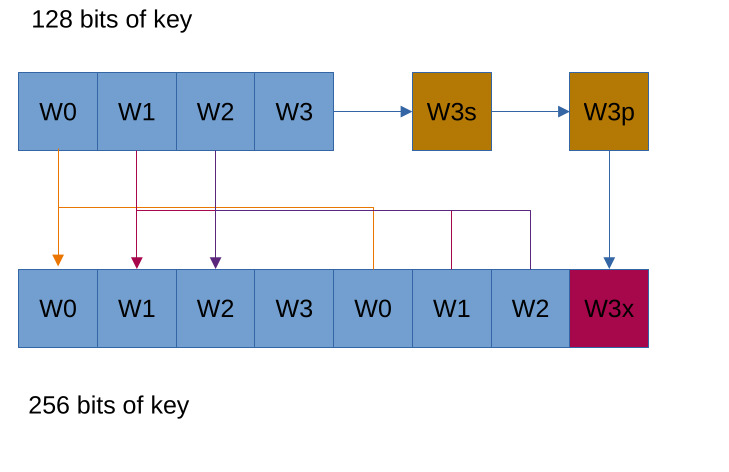 128 bits of key
W0 W1 W2 W3 W3s W3p
W0 W1 W2 W3 W0 W1 W2 W3x
256 bits of key